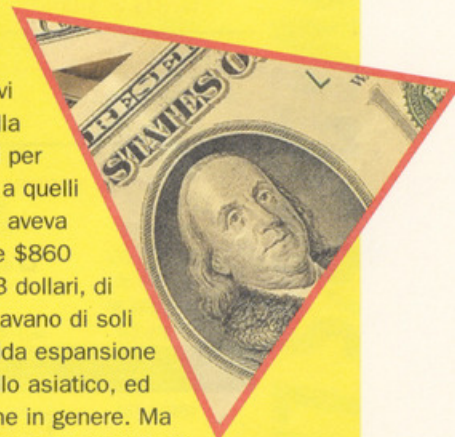 RESE
STATES O
vi
lla
per
a quelli
aveva
e $860
3 dollari, di
avano di soli
da espansione
lo asiatico, ed
ne in genere. Ma